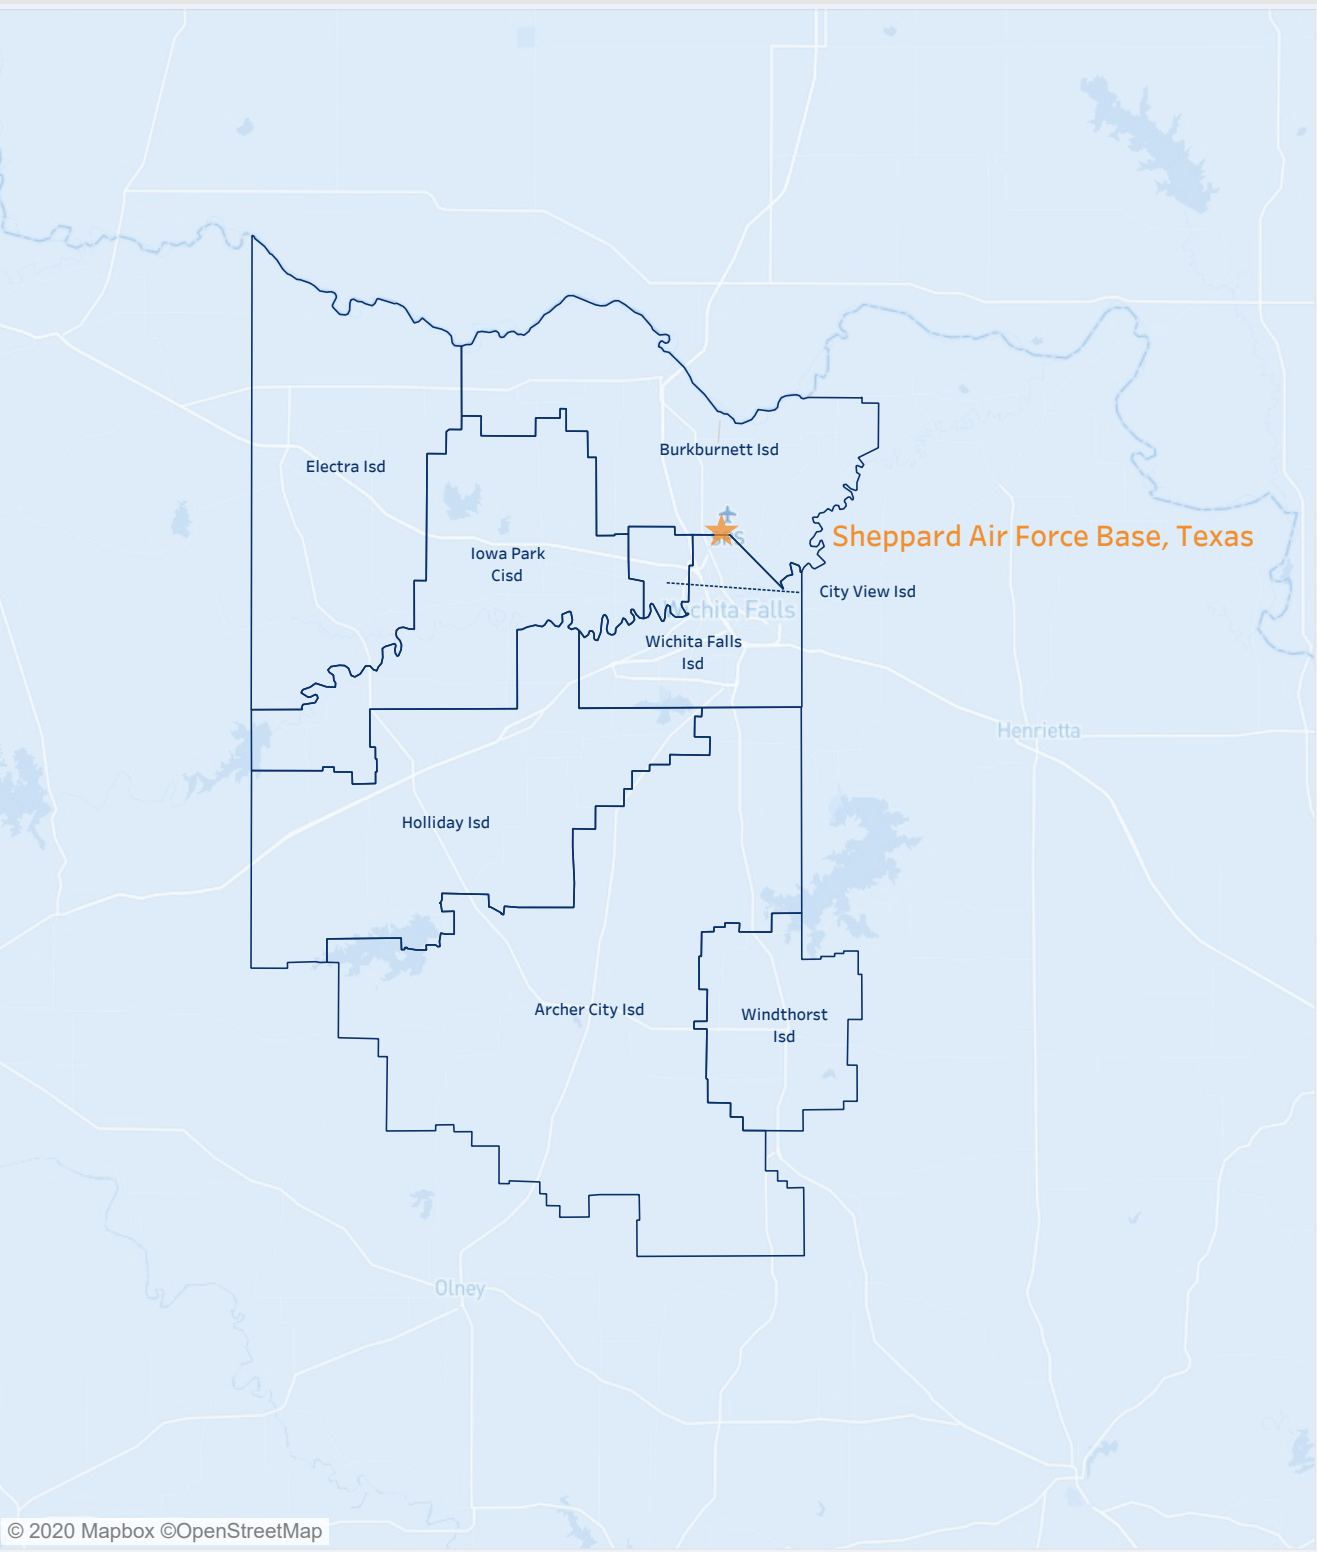 Burkburnett Isd
Electra Isd
Sheppard Air Force Base, Texas
Iowa Park
Cisd
City View Isd
Wichita Falls
Wichita Falls
Isd
Henrietta
Holliday Isd
Archer City Isd
Windthorst
Isd
Olney
© 2020 Mapbox ©OpenStreetMap